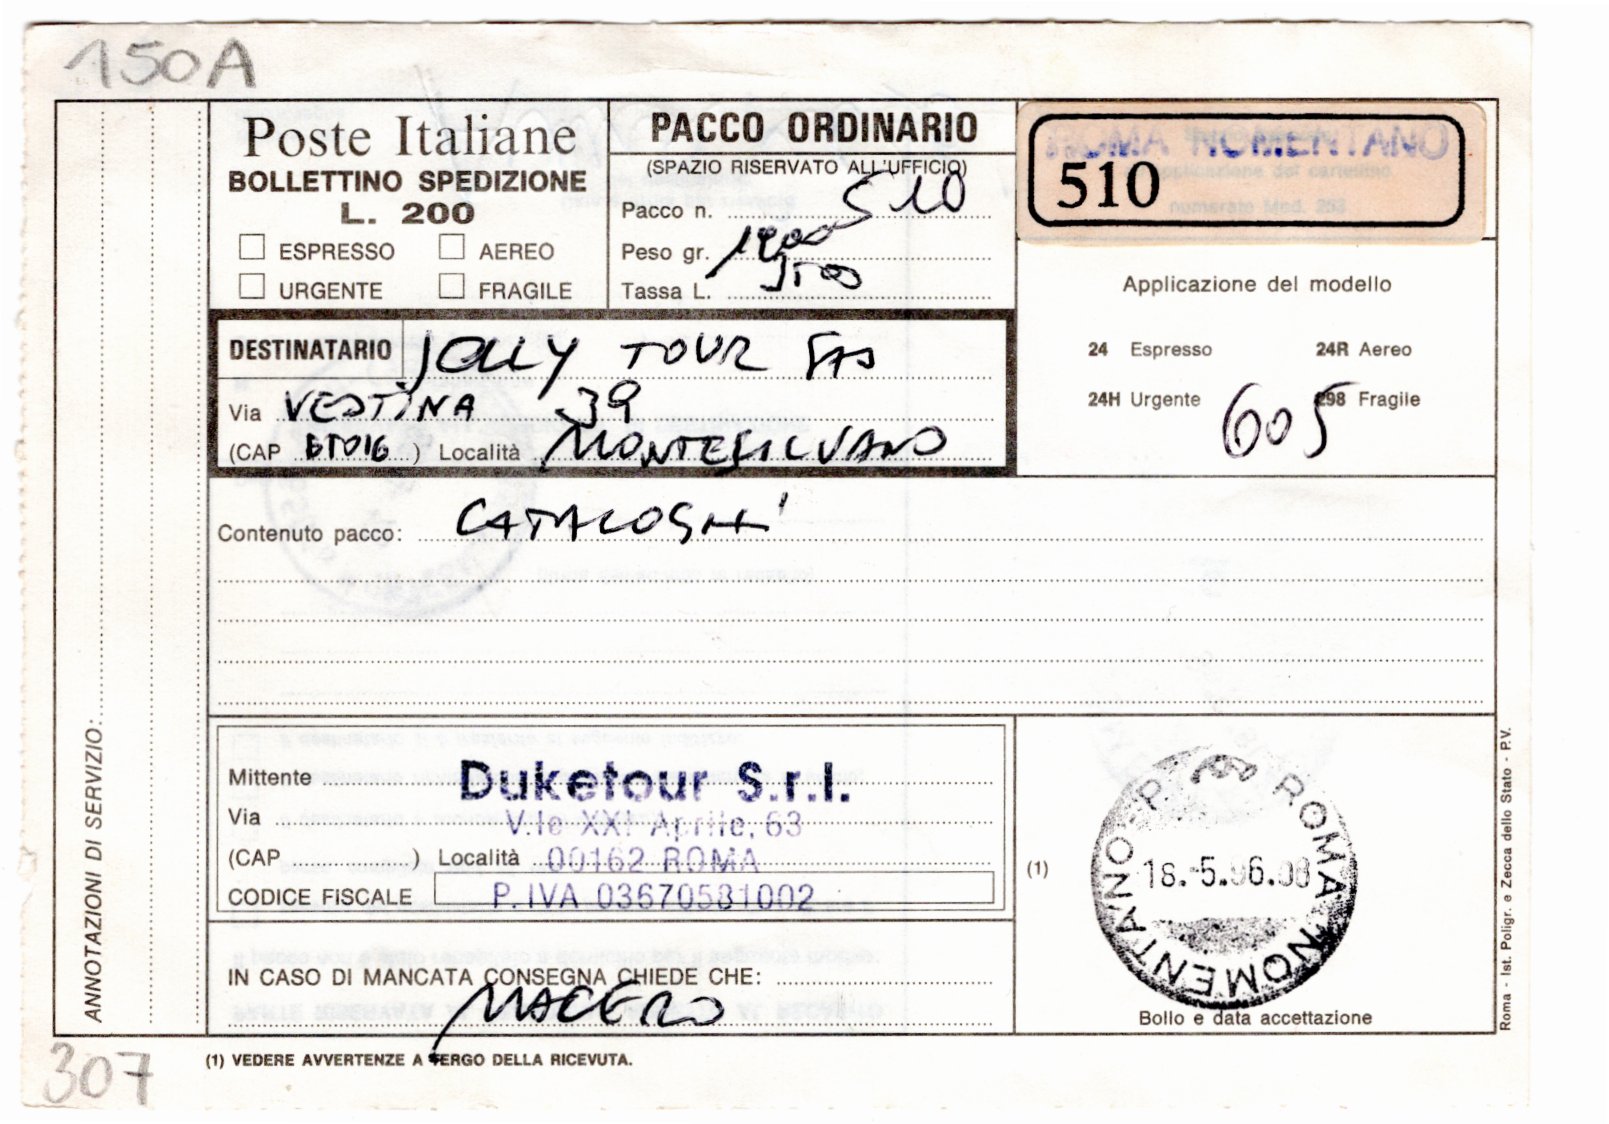 150A
Poste Italiane
BOLLETTINO SPEDIZIONE
L. 200
ESPRESSO AEREO
URGENTE FRAGILE
PACCO ORDINARIO
(SPAZIO RISERVATO ALL'UFFICIO)
Pacco n. 510
Peso gr.
Tassa L.
ROMA NOMENTANO
510
Applicazione del modello
24 Espresso 24R Aereo
24H Urgente 298 Fragile
605
DESTINATARIO JOLLY TOUR SAS
Via VESTINA 39
(CAP 65016) Località MONTESILVANO
Contenuto pacco: CATALOGHI
Mittente Duketour S.r.l.
Via V.le XXI Aprile, 63
(CAP ) Località 00162 ROMA
CODICE FISCALE P.IVA 03670581002
IN CASO DI MANCATA CONSEGNA CHIEDE CHE:
MACERO
(1)
ROMA NOMENTANO
18.-5.96.08
Bollo e data accettazione
ANNOTAZIONI DI SERVIZIO:
Roma - Ist. Poligr. e Zecca dello Stato - P.V.
307
(1) VEDERE AVVERTENZE A TERGO DELLA RICEVUTA.